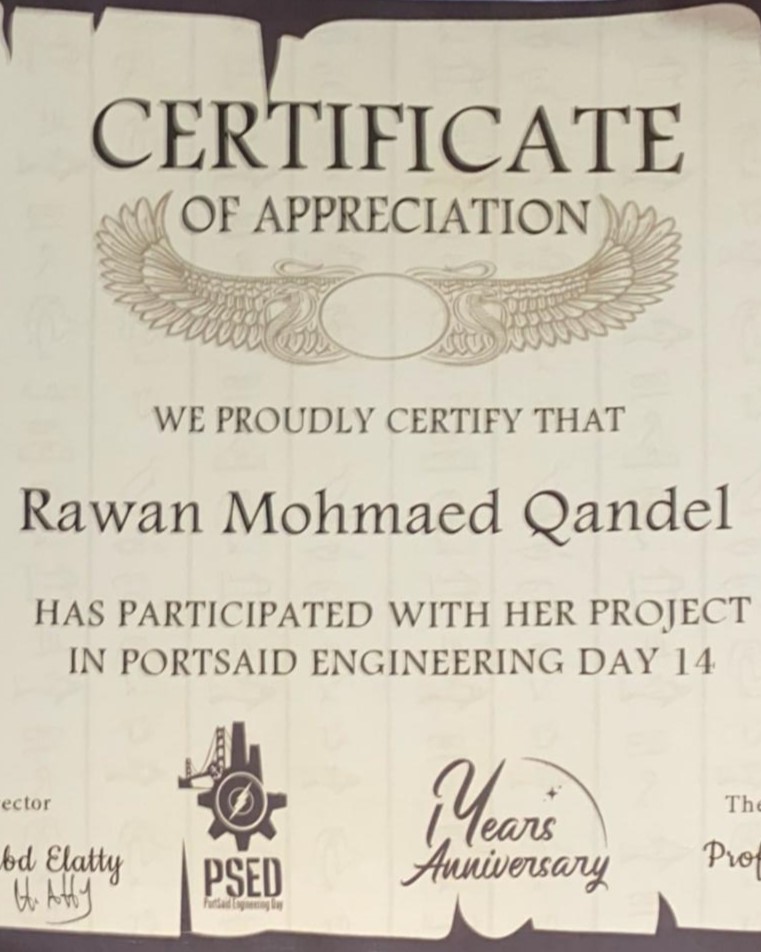 CERTIFICATE
OF APPRECIATION
WE PROUDLY CERTIFY THAT
Rawan Mohmaed Qandel
HAS PARTICIPATED WITH HER PROJECT
IN PORTSAID ENGINEERING DAY 14
ector
bd Elatty
PSED
PortSaid Engineering Day
Years
Anniversary
The
Prof